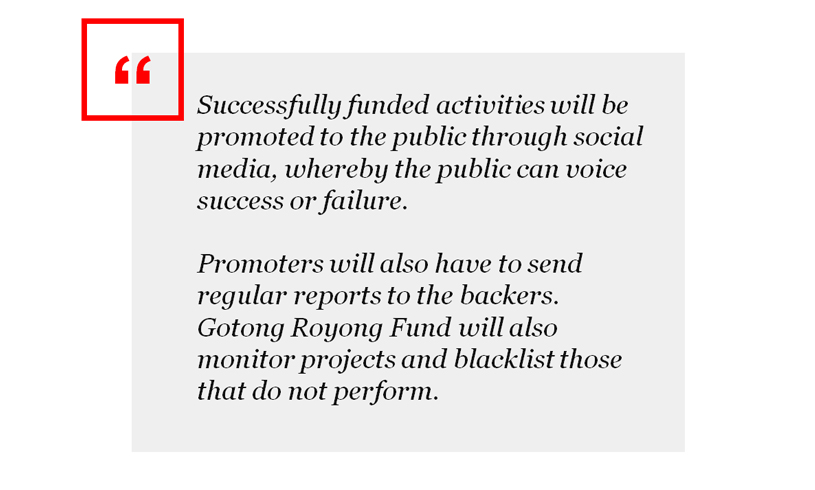 “
Successfully funded activities will be
promoted to the public through social
media, whereby the public can voice
success or failure.
Promoters will also have to send
regular reports to the backers.
Gotong Royong Fund will also
monitor projects and blacklist those
that do not perform.